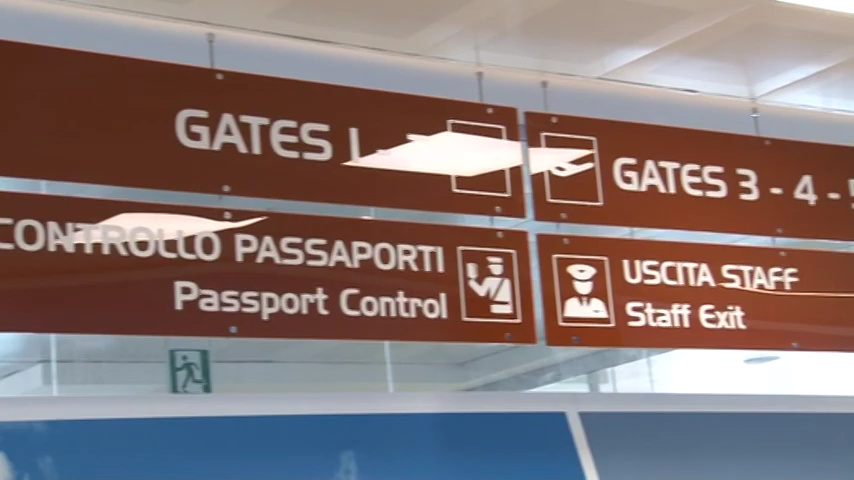 GATES 1
CONTROLLO PASSAPORTI
Passport Control
GATES 3 - 4 -
USCITA STAFF
Staff Exit